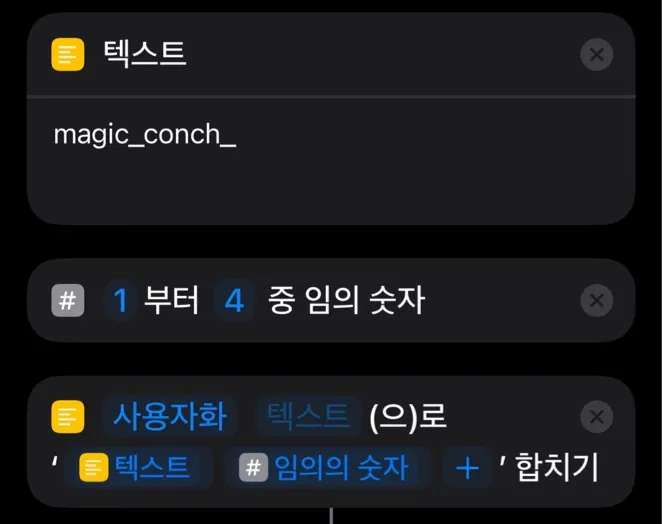 텍스트
magic_conch_
# 1 부터 4 중 임의 숫자
사용자화 텍스트 (으)로
‘ 텍스트 # 임의의 숫자 + ’ 합치기